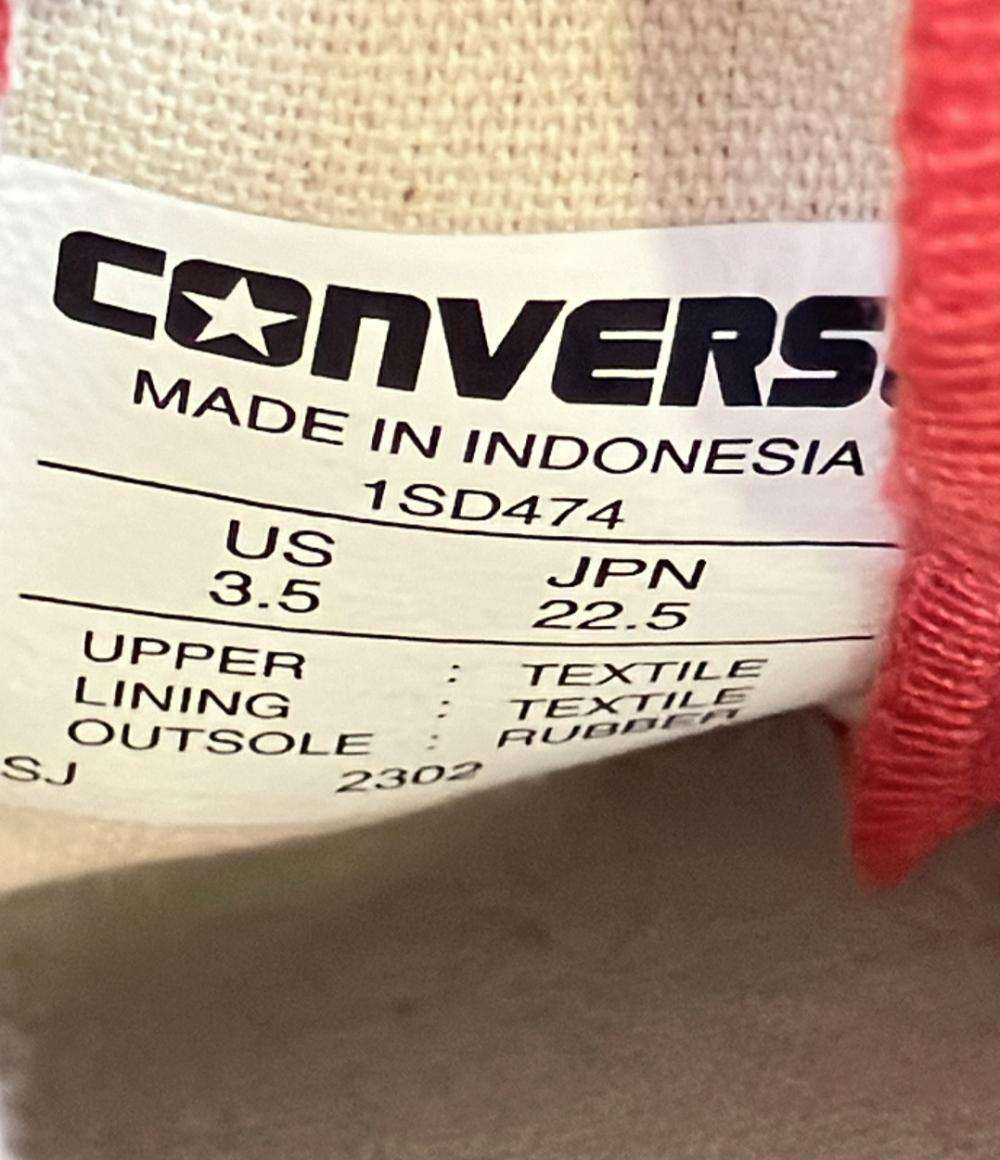 CONVERS
MADE IN INDONESIA
1SD474
US JPN
3.5 22.5
UPPER : TEXTILE
LINING : TEXTILE
OUTSOLE : RUBBER
SJ 2302